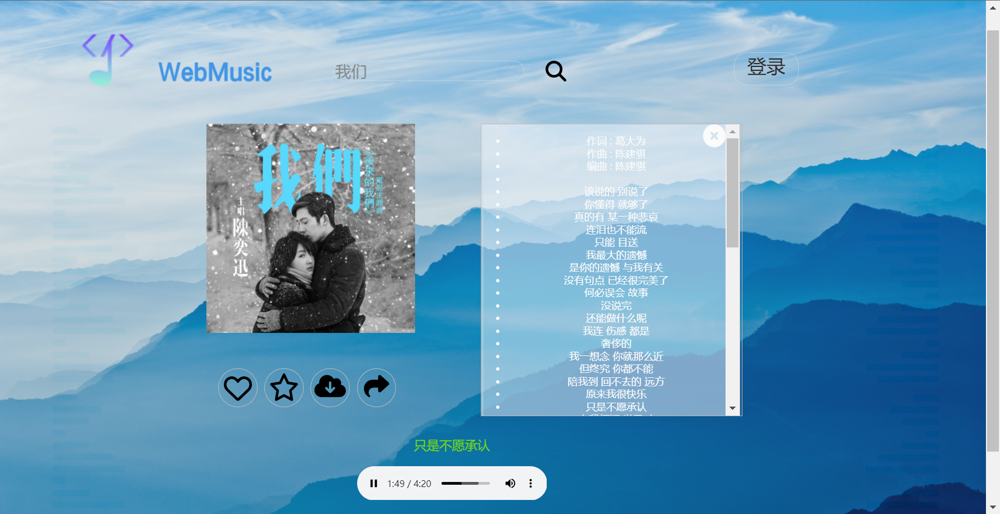 WebMusic
我们
登录
我們
《後來的我們》
電影主題曲
主唱
陳奕迅
作词 : 葛大为
作曲 : 陈建骐
编曲 : 陈建骐
该说的 别说了
你懂得 就够了
真的有 某一种悲哀
连泪也不能流
只能 目送
我最大的遗憾
是你的遗憾 与我有关
没有句点 已经很完美了
何必误会 故事
没说完
还能做什么呢
我连 伤感 都是
奢侈的
我一想念 你就那么近
但终究 你都不能
陪我到 回不去的 远方
原来我很快乐
只是不愿承认
只是不愿承认
1:49 / 4:20